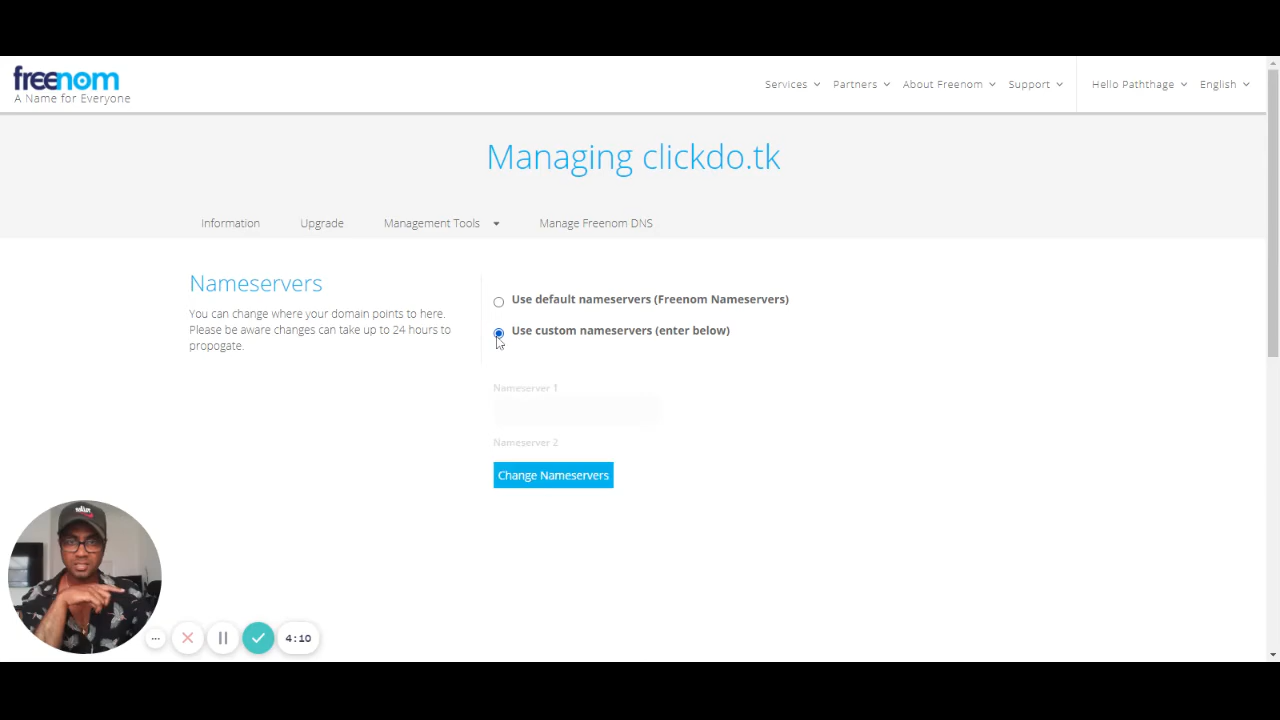 freenom
A Name for Everyone
Services
Partners
About Freenom
Support
Hello Paththage
English
Managing clickdo.tk
Information
Upgrade
Management Tools
Manage Freenom DNS
Nameservers
You can change where your domain points to here.
Please be aware changes can take up to 24 hours to
propogate.
Use default nameservers (Freenom Nameservers)
Use custom nameservers (enter below)
Nameserver 1
Nameserver 2
Change Nameservers
4:10